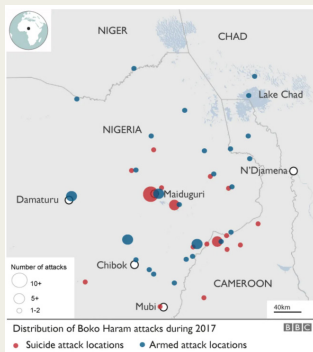 NIGER
CHAD
Lake Chad
NIGERIA
N'Djamena
Maiduguri
Damaturu
Number of attacks
10+
5+
1-2
Chibok
CAMEROON
Mubi
40km
Distribution of Boko Haram attacks during 2017
BBC
Suicide attack locations
Armed attack locations